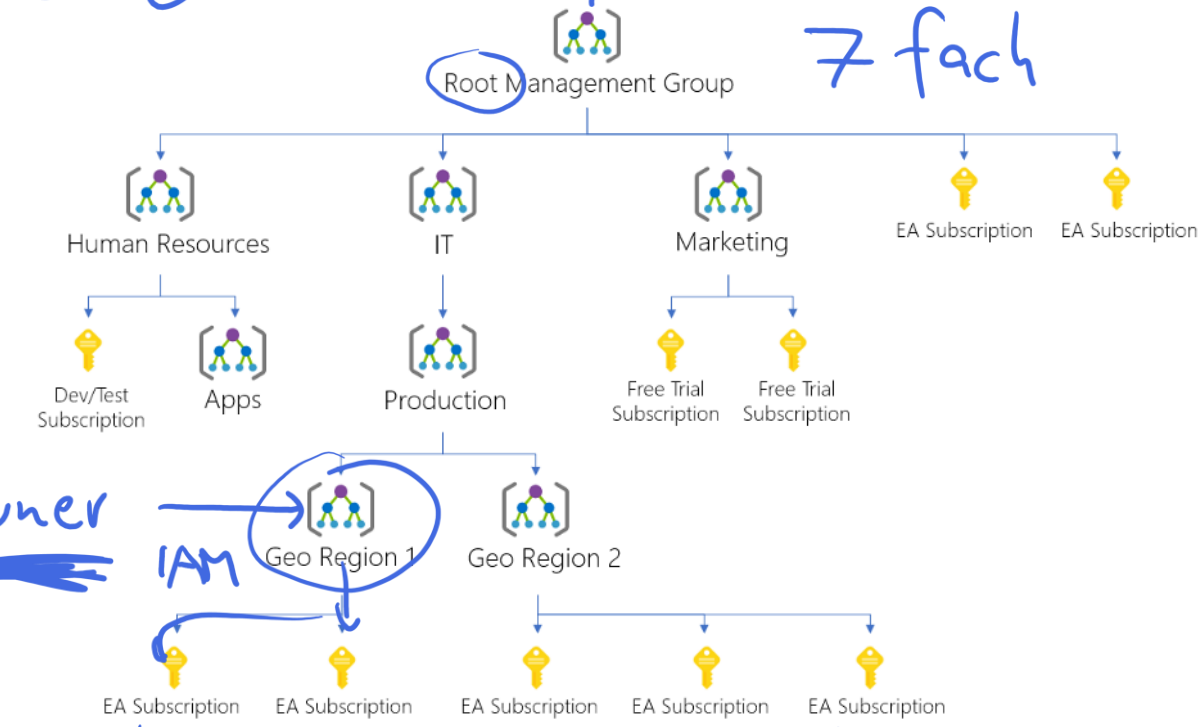 7 fach
Root Management Group
Human Resources
IT
Marketing
EA Subscription
EA Subscription
Dev/Test
Subscription
Apps
Production
Free Trial
Subscription
Free Trial
Subscription
IAM
Geo Region 1
Geo Region 2
EA Subscription
EA Subscription
EA Subscription
EA Subscription
EA Subscription